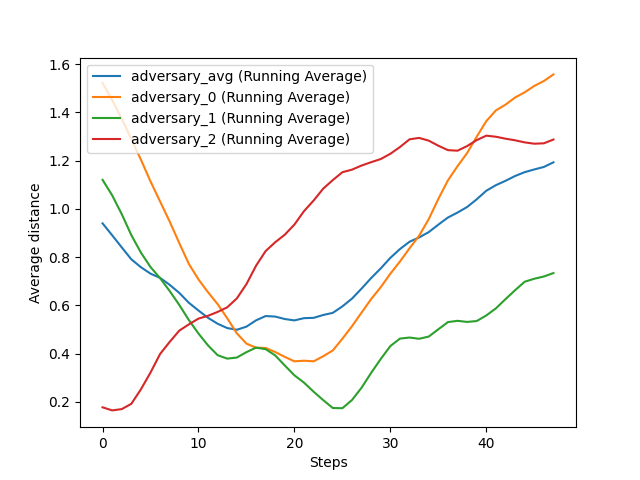 1.6
1.4
1.2
1.0
0.8
0.6
0.4
0.2
Average distance
adversary_avg (Running Average)
adversary_0 (Running Average)
adversary_1 (Running Average)
adversary_2 (Running Average)
0 10 20 30 40
Steps